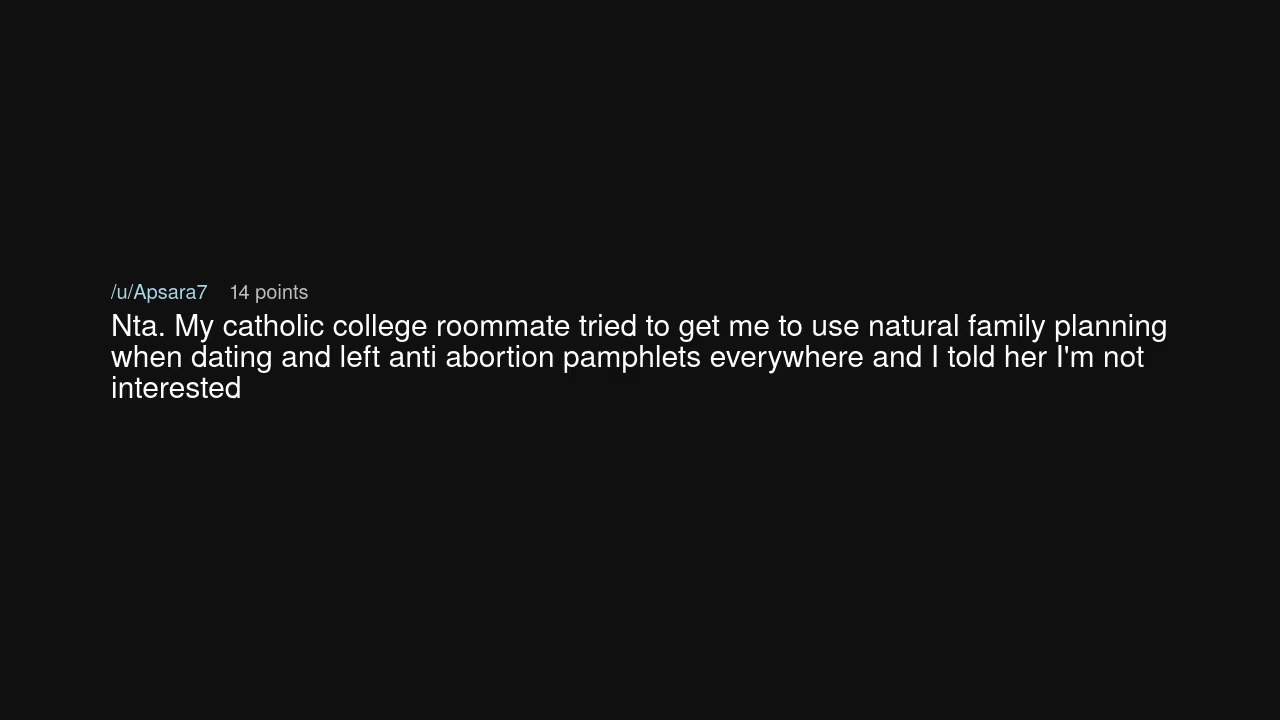 /u/Apsara7 14 points
Nta. My catholic college roommate tried to get me to use natural family planning
when dating and left anti abortion pamphlets everywhere and I told her I'm not
interested